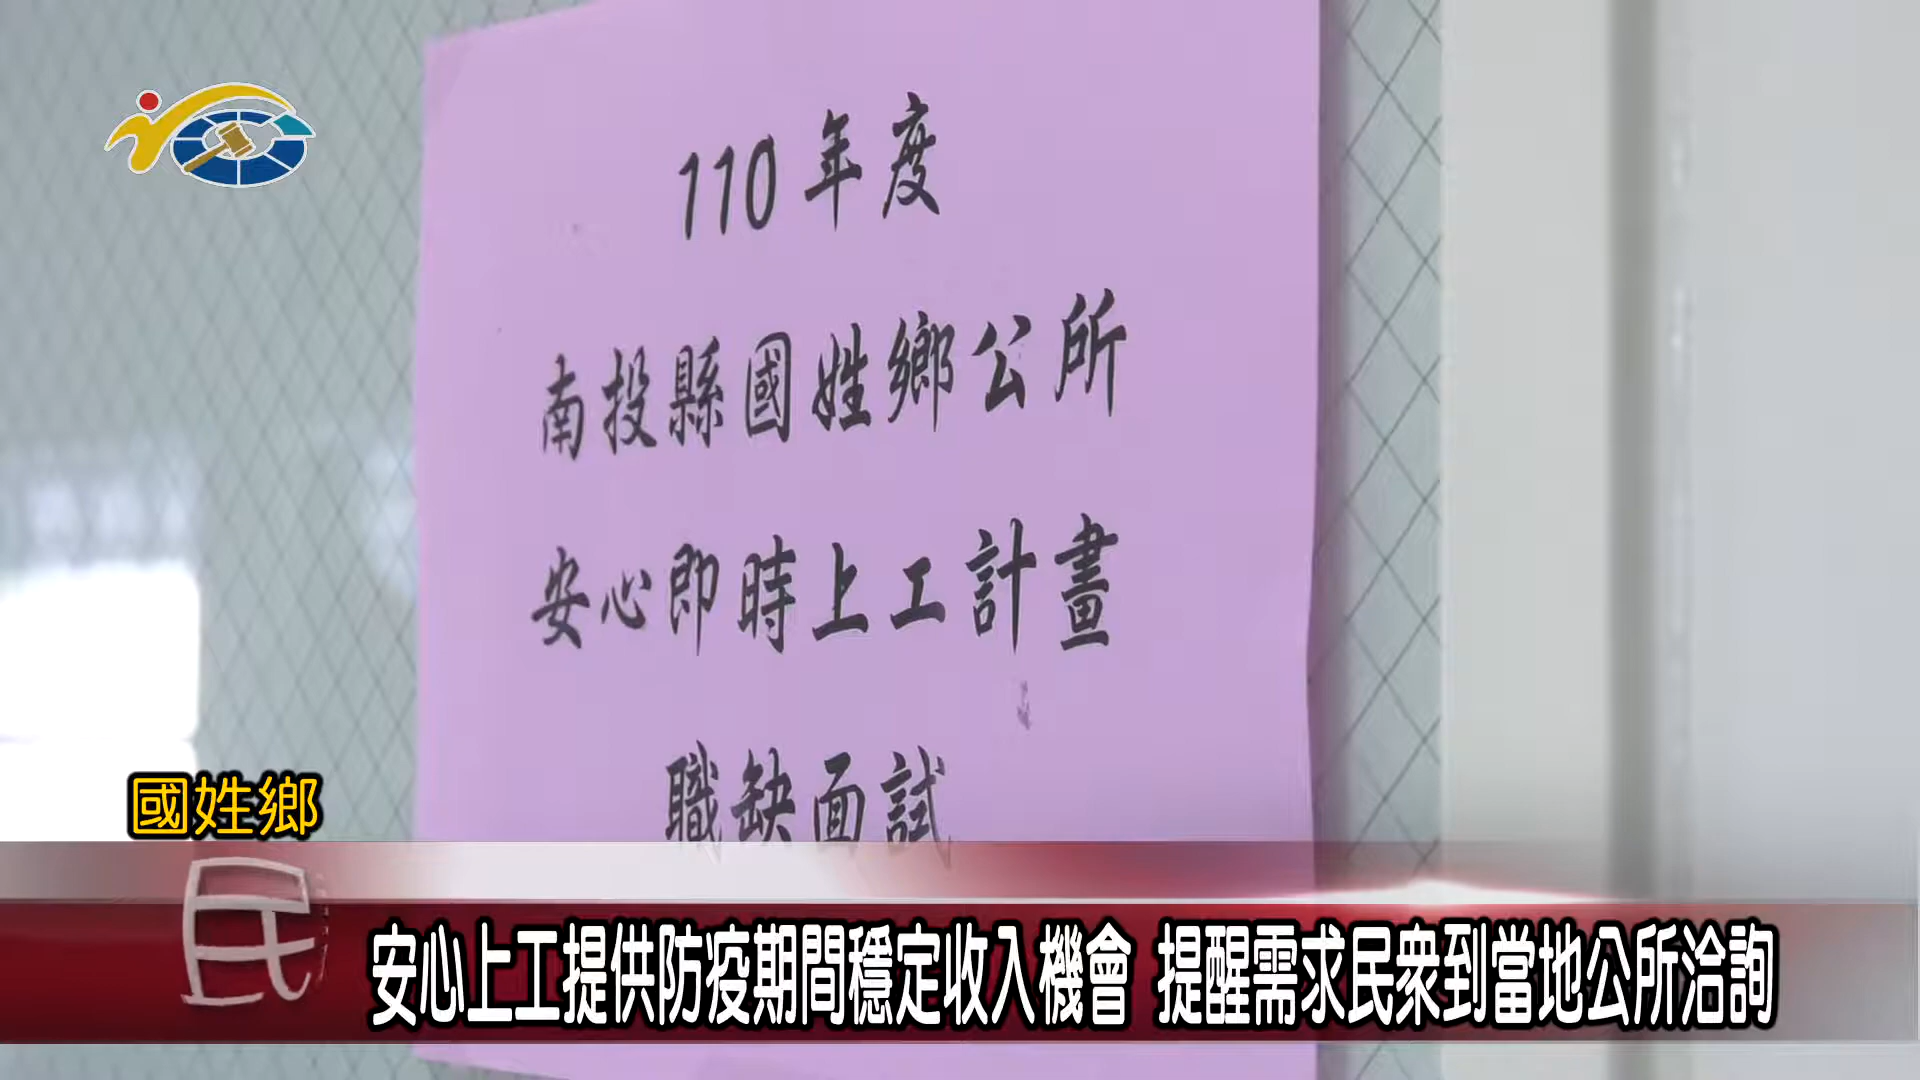 110年度
南投縣國姓鄉公所
安心即時上工計畫
職缺面試
國姓鄉
民
安心上工提供防疫期間穩定收入機會 提醒需求民眾到當地公所洽詢